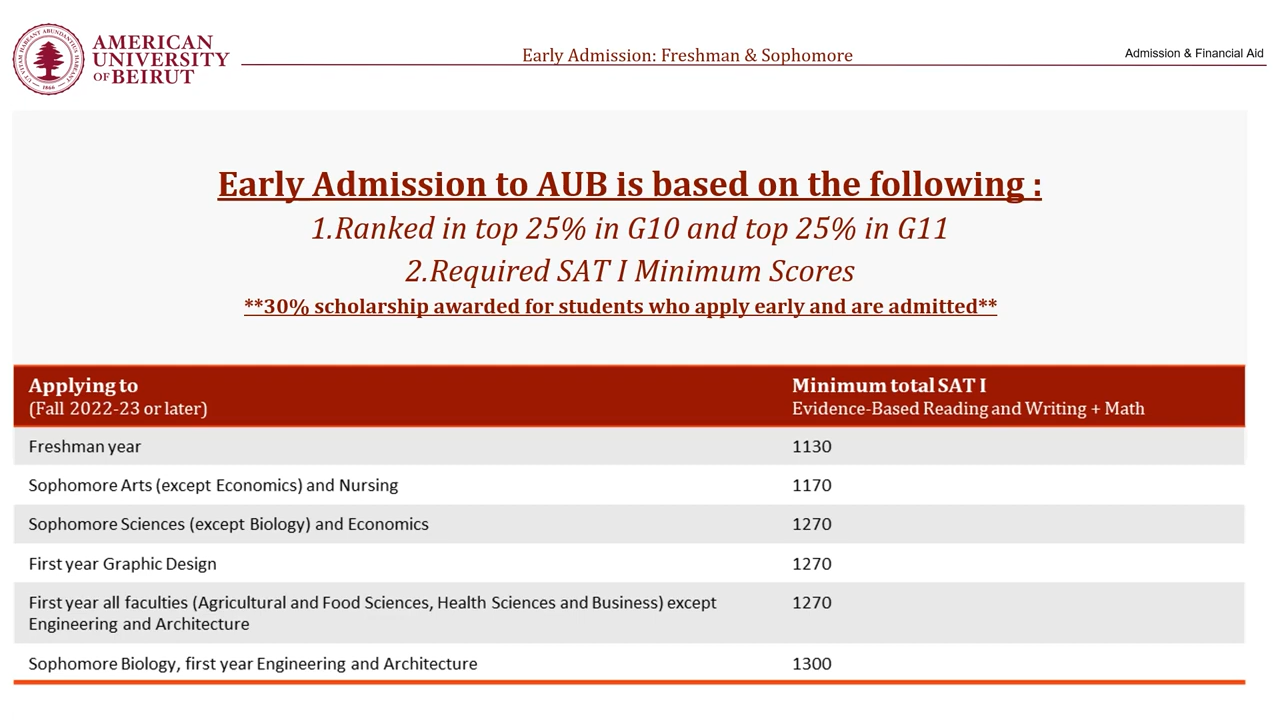 AMERICAN
UNIVERSITY
OF BEIRUT
Early Admission: Freshman & Sophomore
Admission & Financial Aid
Early Admission to AUB is based on the following :
1.Ranked in top 25% in G10 and top 25% in G11
2.Required SAT I Minimum Scores
**30% scholarship awarded for students who apply early and are admitted**
Applying to
(Fall 2022-23 or later)
Minimum total SAT I
Evidence-Based Reading and Writing + Math
Freshman year
1130
Sophomore Arts (except Economics) and Nursing
1170
Sophomore Sciences (except Biology) and Economics
1270
First year Graphic Design
1270
First year all faculties (Agricultural and Food Sciences, Health Sciences and Business) except
Engineering and Architecture
1270
Sophomore Biology, first year Engineering and Architecture
1300